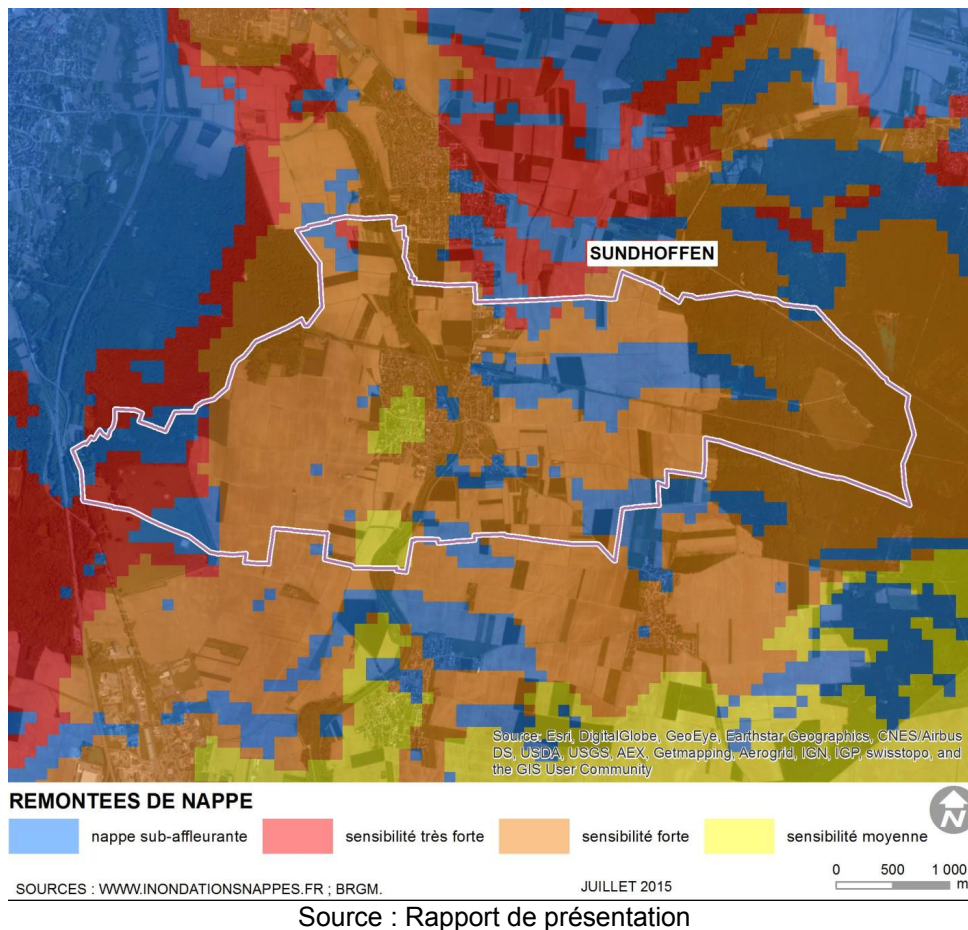 SUNDHOFFEN
Source: Esri, DigitalGlobe, GeoEye, Earthstar Geographics, CNES/Airbus
DS, USDA, USGS, AEX, Getmapping, Aerogrid, IGN, IGP, swisstopo, and
the GIS User Community
REMONTEES DE NAPPE
N
nappe sub-affleurante sensibilité très forte sensibilité forte sensibilité moyenne
0 500 1 000
m
SOURCES : WWW.INONDATIONSNAPPES.FR ; BRGM. JUILLET 2015
Source : Rapport de présentation